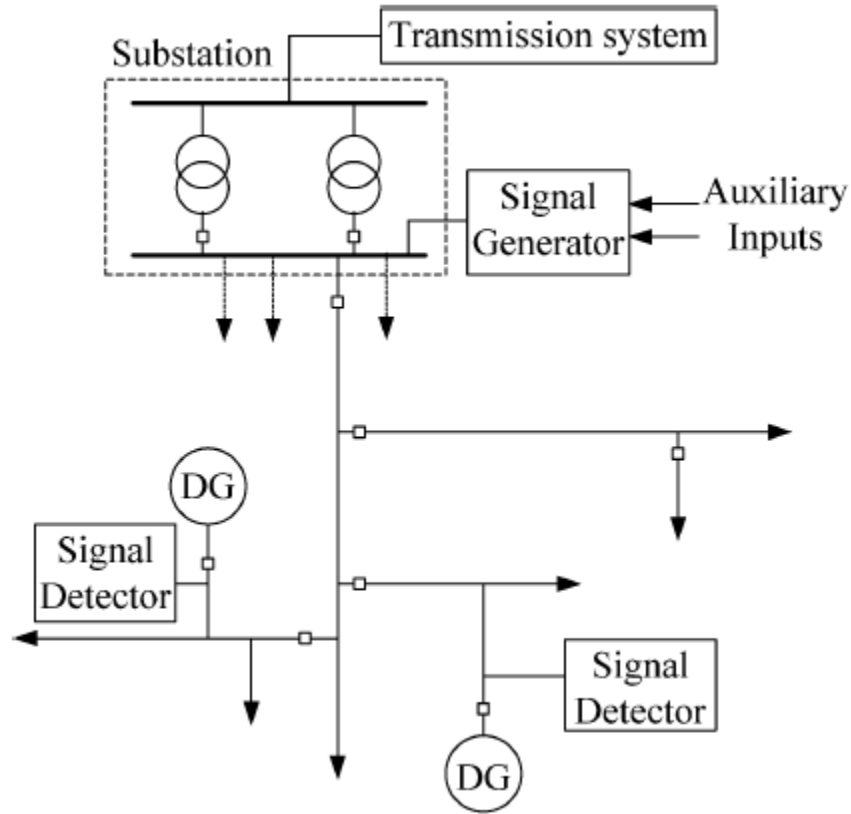 Transmission system
Substation
Signal
Generator
Auxiliary
Inputs
DG
Signal
Detector
Signal
Detector
DG